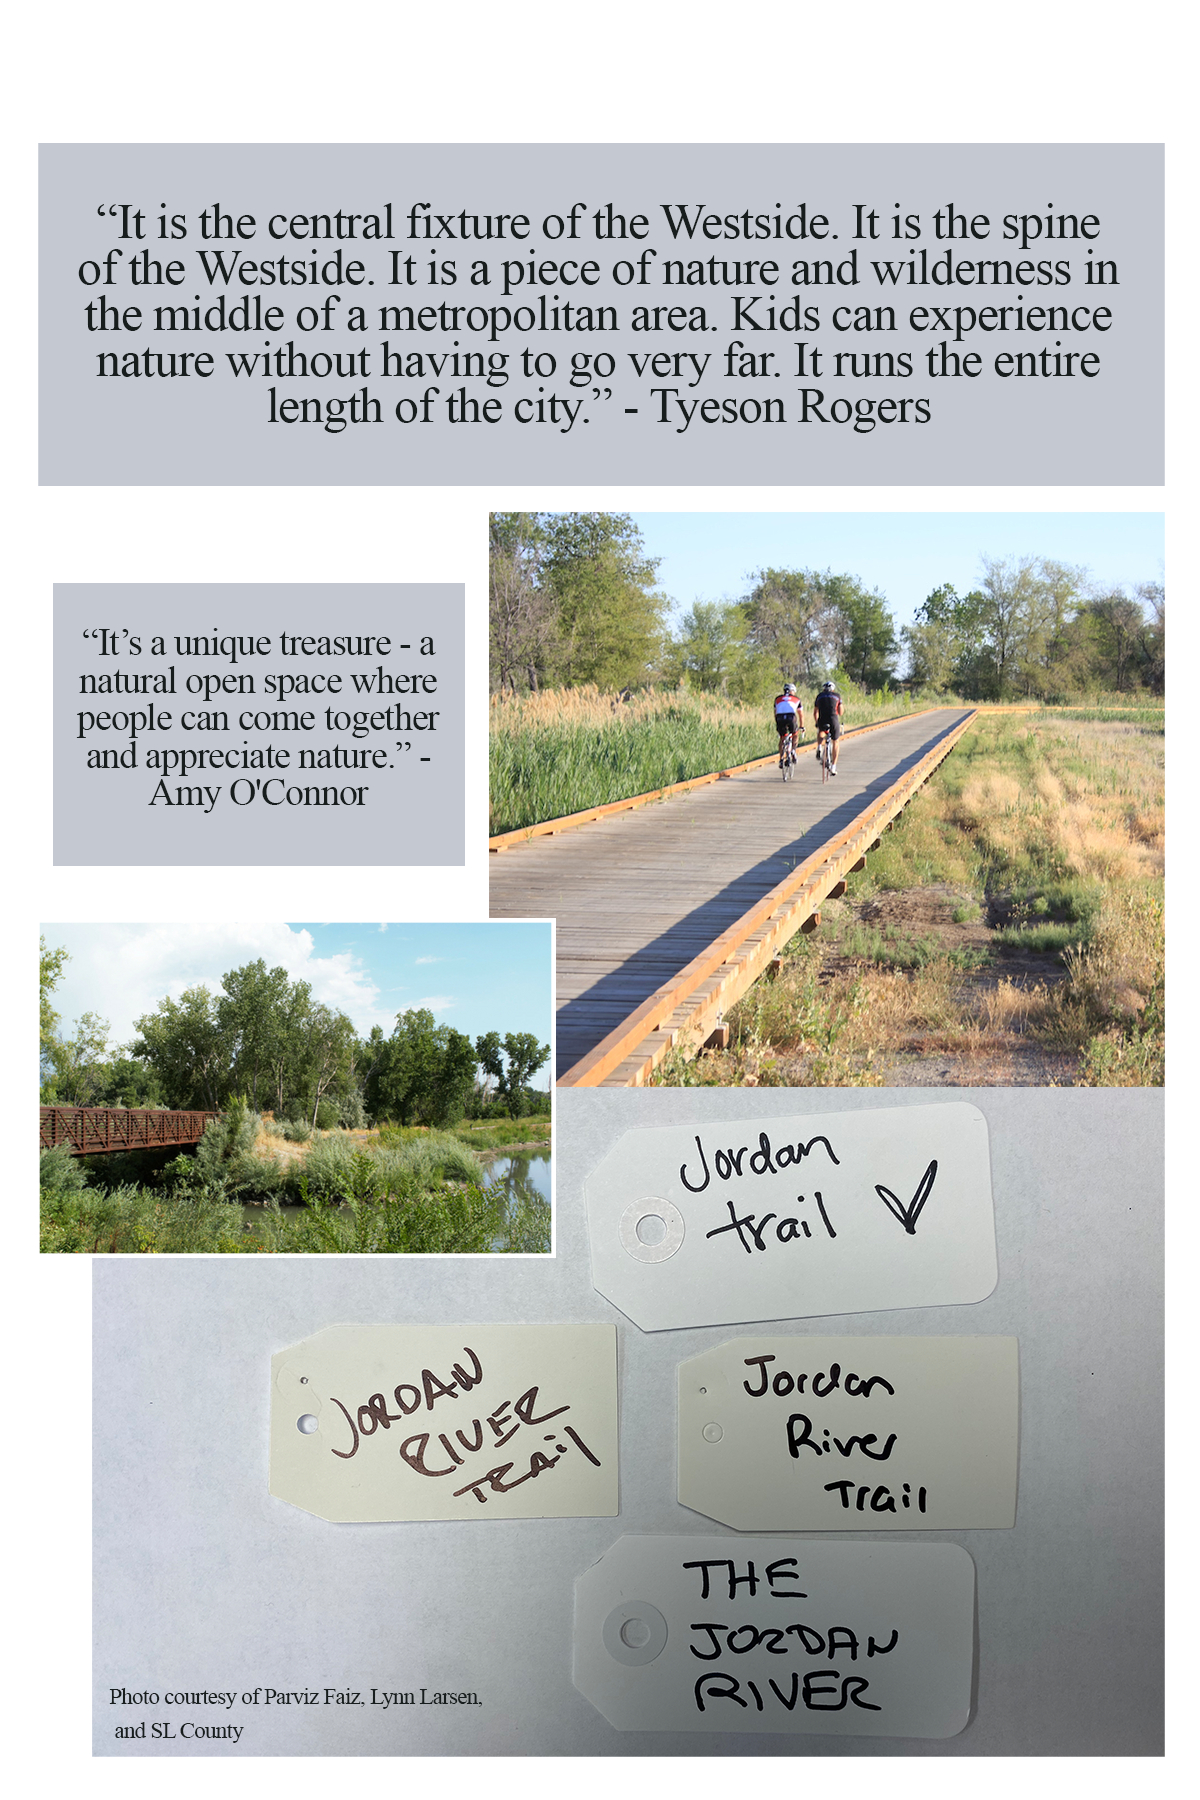 “It is the central fixture of the Westside. It is the spine
of the Westside. It is a piece of nature and wilderness in
the middle of a metropolitan area. Kids can experience
nature without having to go very far. It runs the entire
length of the city.” - Tyeson Rogers
“It’s a unique treasure - a
natural open space where
people can come together
and appreciate nature.” -
Amy O'Connor
Jordan
trail
JORDAN
RIVER
TRAil
Jordan
River
Trail
THE
JORDAN
RIVER
Photo courtesy of Parviz Faiz, Lynn Larsen,
and SL County